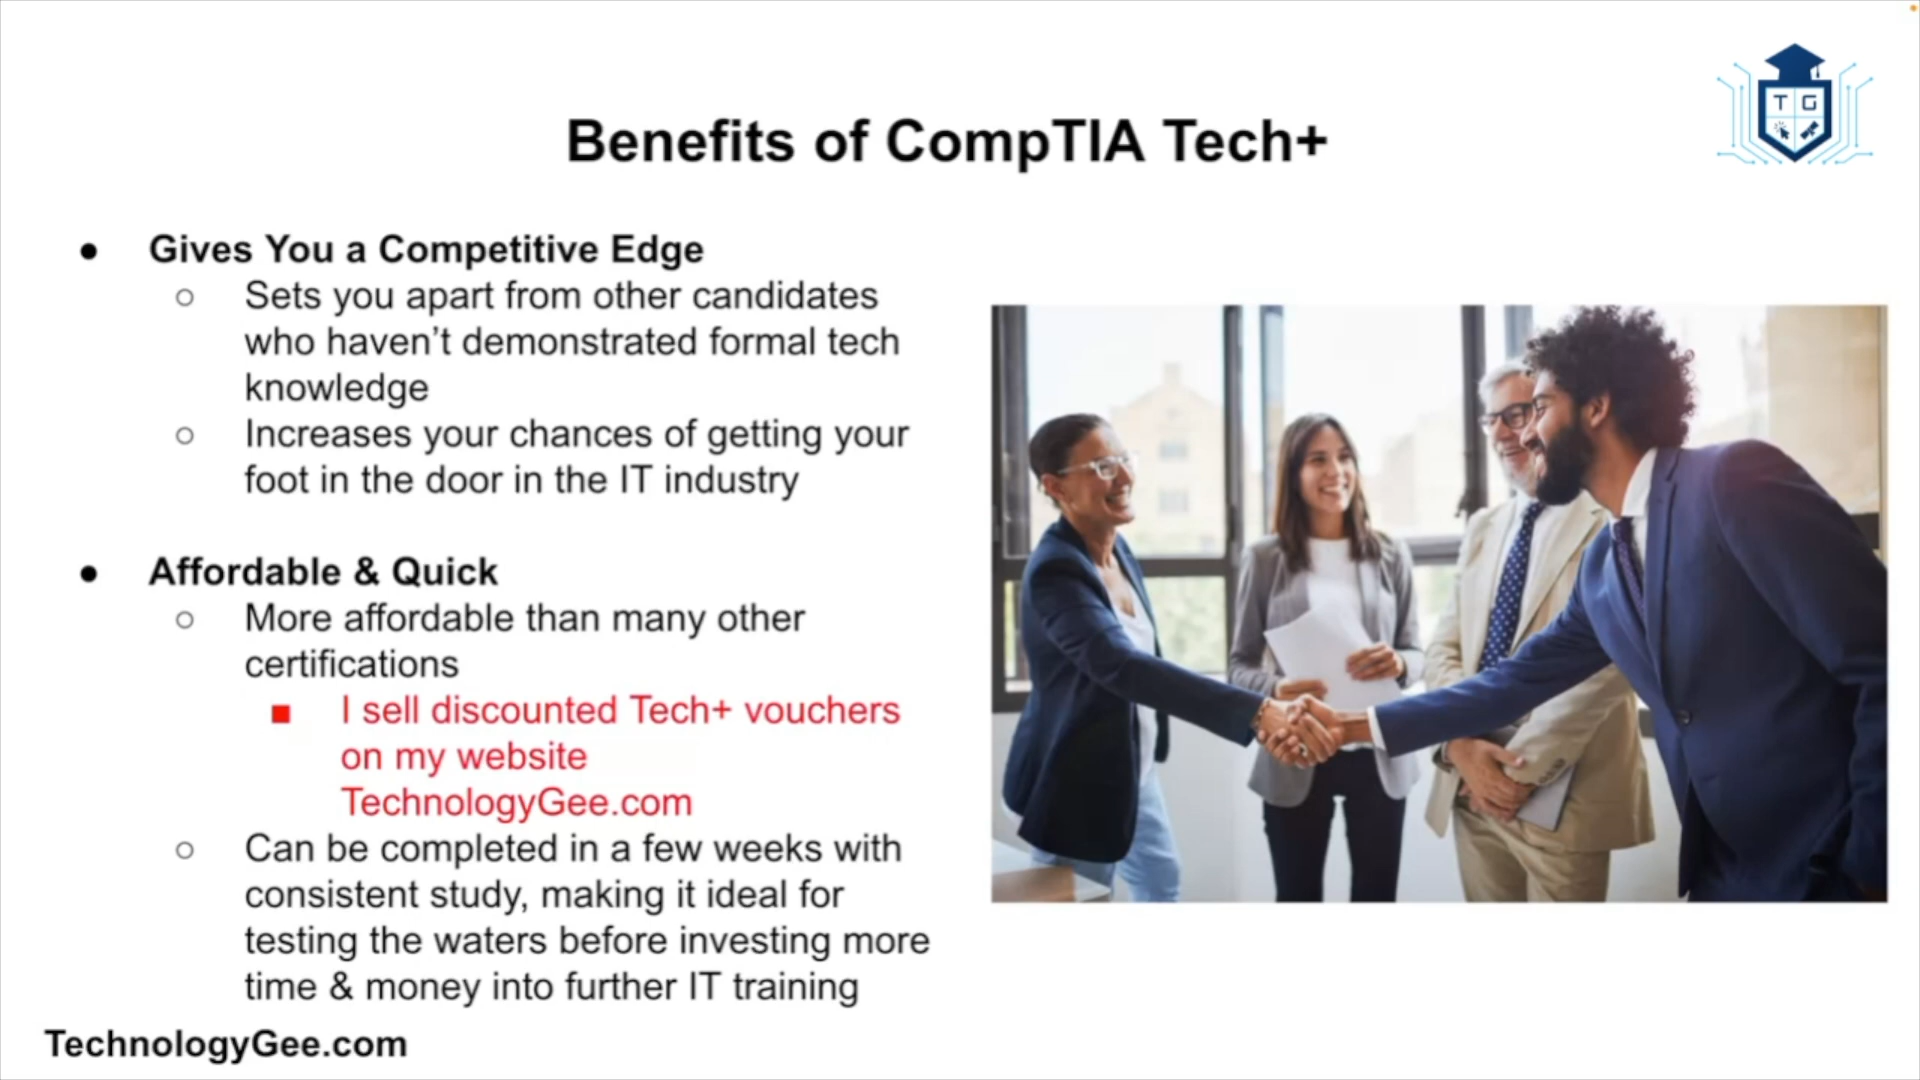 T G
Benefits of CompTIA Tech+
● Gives You a Competitive Edge
○ Sets you apart from other candidates
who haven’t demonstrated formal tech
knowledge
○ Increases your chances of getting your
foot in the door in the IT industry
● Affordable & Quick
○ More affordable than many other
certifications
■ I sell discounted Tech+ vouchers
on my website
TechnologyGee.com
○ Can be completed in a few weeks with
consistent study, making it ideal for
testing the waters before investing more
time & money into further IT training
TechnologyGee.com